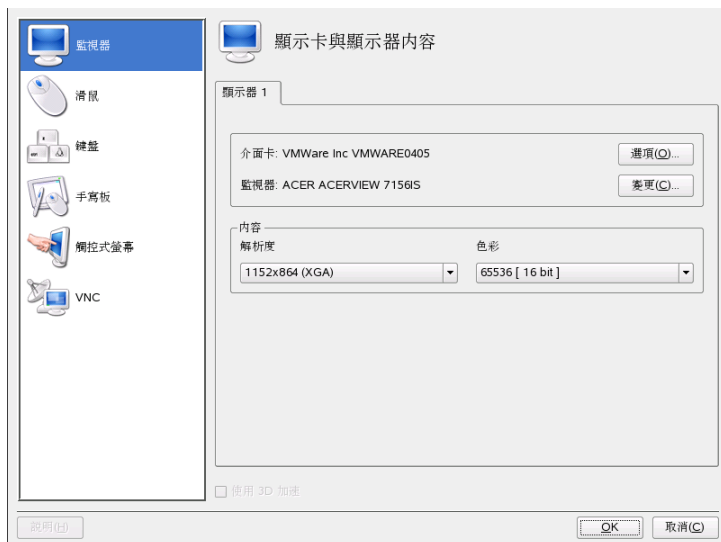 監視器
滑鼠
鍵盤
手寫板
觸控式螢幕
VNC
顯示卡與顯示器內容
顯示器 1
介面卡: VMWare Inc VMWARE0405
選項(O)...
監視器: ACER ACERVIEW 7156IS
變更(C)...
內容
解析度
色彩
1152x864 (XGA)
65536 [ 16 bit ]
使用 3D 加速
說明(H)
OK
取消(C)